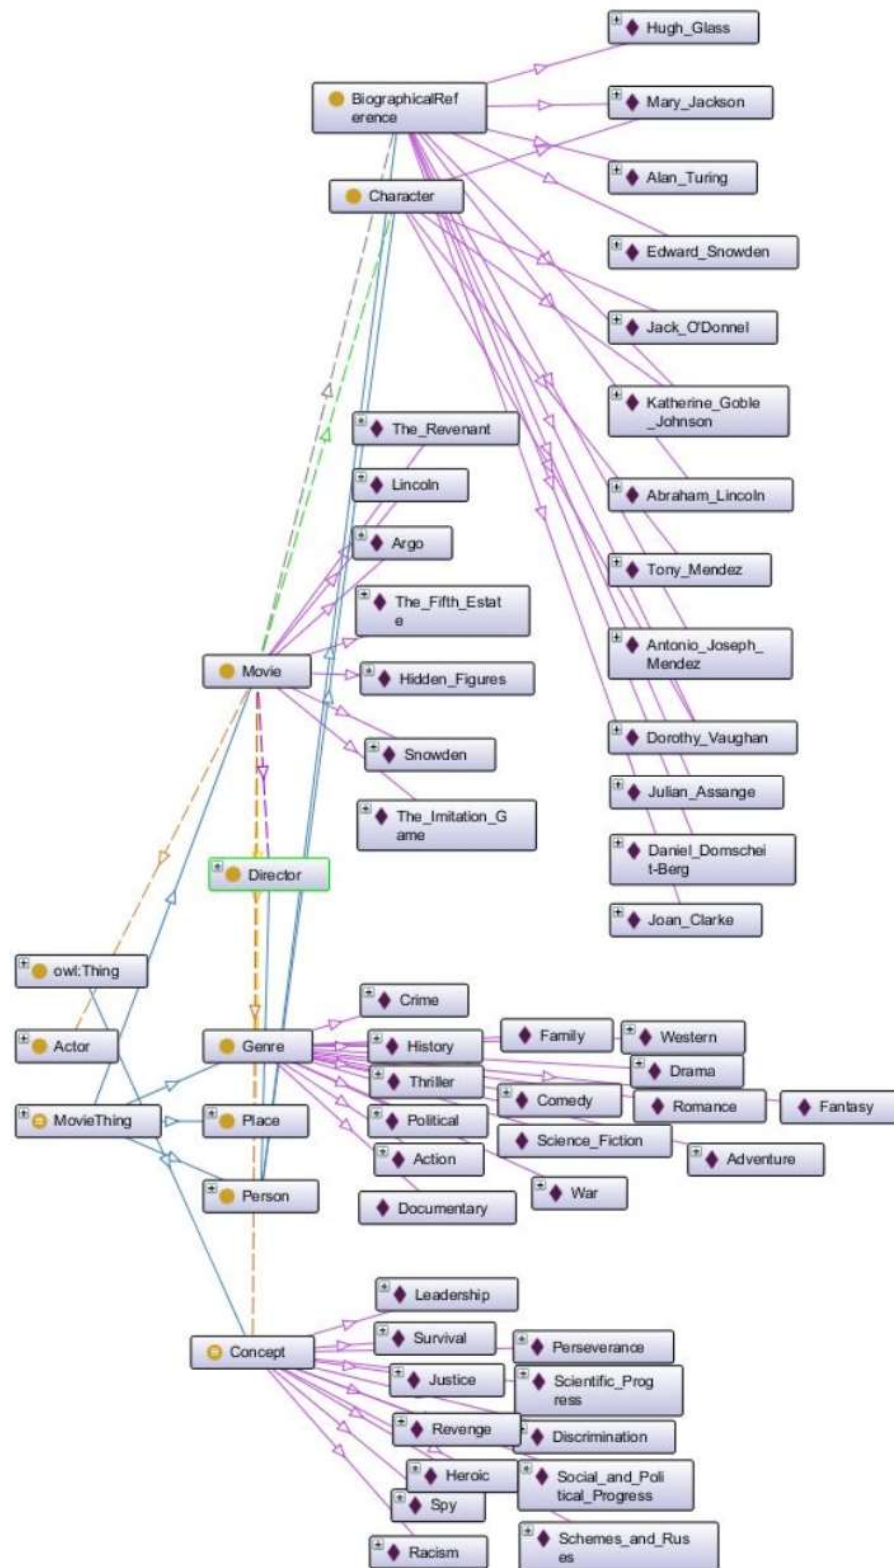 Hugh_Glass
BiographicalRef
erence
Mary_Jackson
Alan_Turing
Character
Edward_Snowden
Jack_O'Donnel
Katherine_Goble
_Johnson
The_Revenant
Lincoln
Abraham_Lincoln
Argo
Tony_Mendez
The_Fifth_Estat
e
Antonio_Joseph_
Mendez
Movie
Hidden_Figures
Dorothy_Vaughan
Snowden
Julian_Assange
The_Imitation_G
ame
Daniel_Domschei
t-Berg
Director
Joan_Clarke
owl:Thing
Crime
Actor
Genre
History
Family
Western
Thriller
Drama
MovieThing
Place
Political
Comedy
Romance
Fantasy
Science_Fiction
Action
Adventure
Person
Documentary
War
Leadership
Survival
Perseverance
Concept
Justice
Scientific_Prog
ress
Revenge
Discrimination
Heroic
Social_and_Poli
tical_Progress
Spy
Racism
Schemes_and_Rus
es